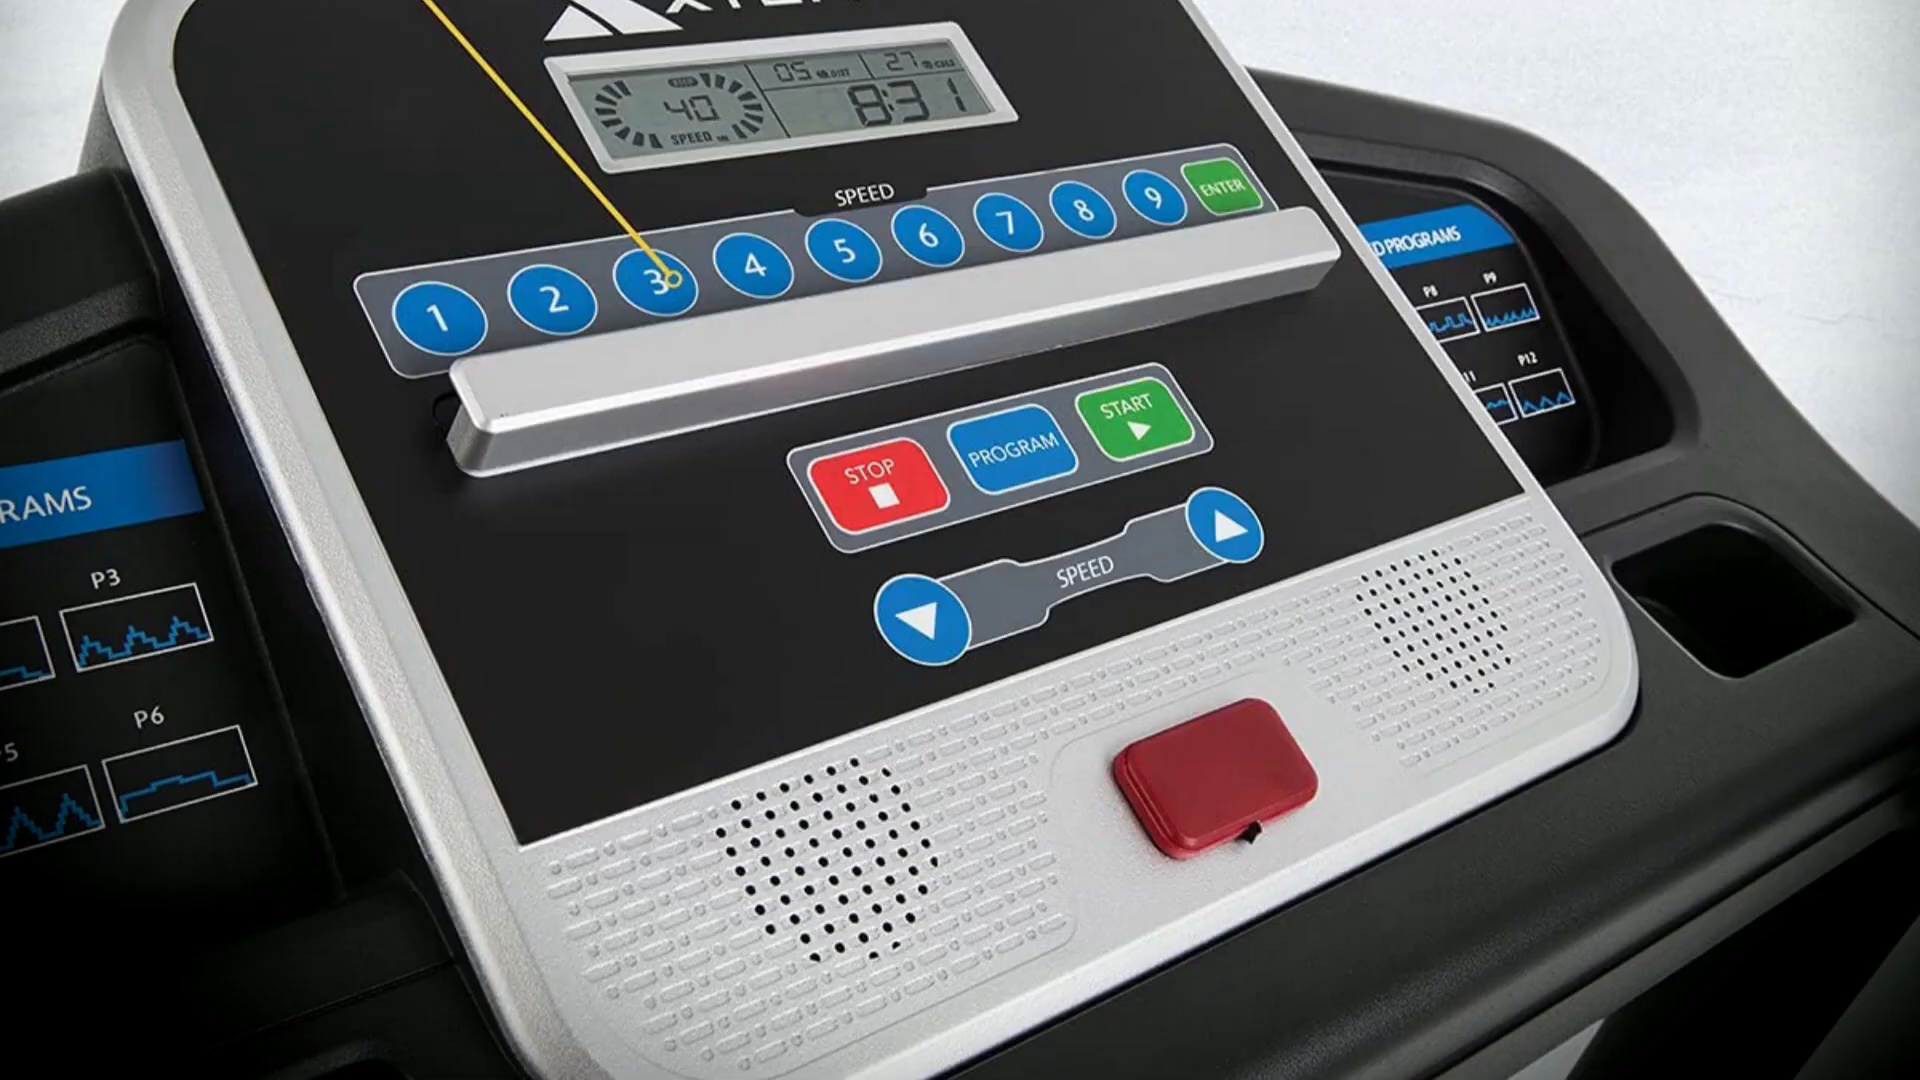 05 DIST
27 CALS
40
8:31
SPEED
SPEED
1 2 3 4 5 6 7 8 9 ENTER
D PROGRAMS
P8 P9
P12
STOP PROGRAM START
SPEED
RAMS
P3
P6